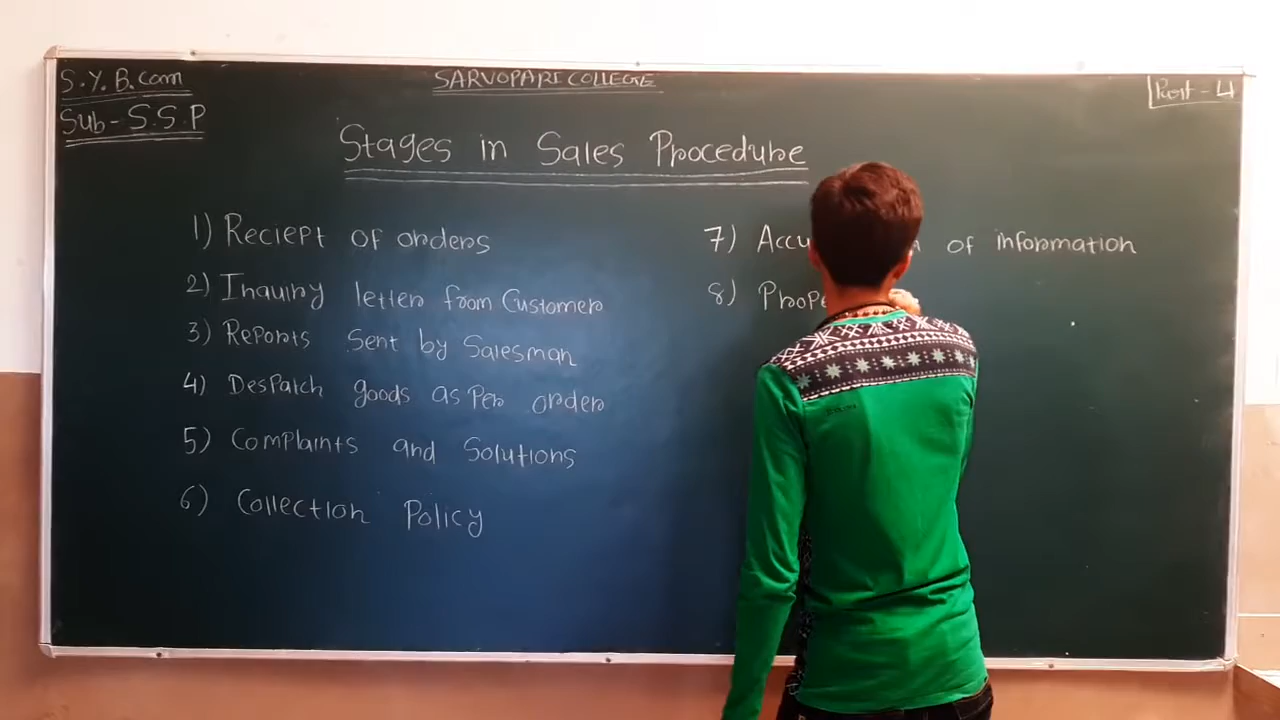 S.Y.B.com
SARVOPARI COLLEGE
Part - 4
Sub - S.S.P
Stages in Sales Procedure
1) Reciept of orders
2) Inquiry letter from Customer
3) Reports Sent by Salesman
4) Despatch goods as Per order
5) Complaints and Solutions
6) Collection Policy
7) of information
8)